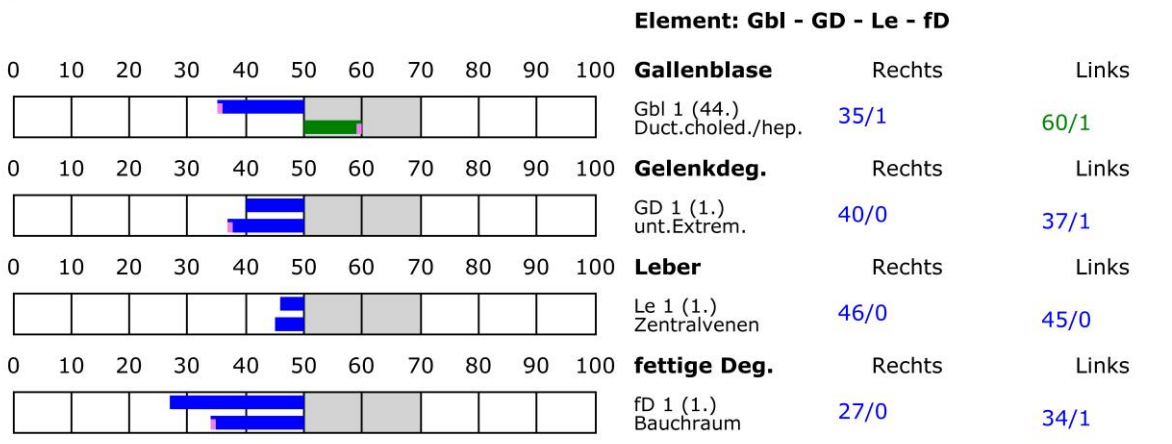 Element: Gbl - GD - Le - fD
0 10 20 30 40 50 60 70 80 90 100 Gallenblase Rechts Links
Gbl 1 (44.)
Duct.choled./hep. 35/1 60/1
0 10 20 30 40 50 60 70 80 90 100 Gelenkdeg. Rechts Links
GD 1 (1.)
unt.Extrem. 40/0 37/1
0 10 20 30 40 50 60 70 80 90 100 Leber Rechts Links
Le 1 (1.)
Zentralvenen 46/0 45/0
0 10 20 30 40 50 60 70 80 90 100 fettige Deg. Rechts Links
fD 1 (1.)
Bauchraum 27/0 34/1